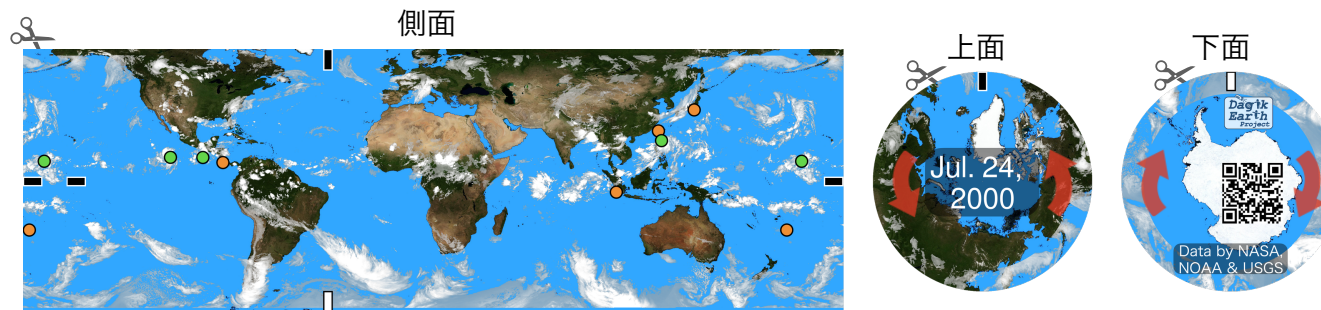 側面
上面
下面
Jul. 24,
2000
Dagik
Earth
Project
Data by NASA,
NOAA & USGS